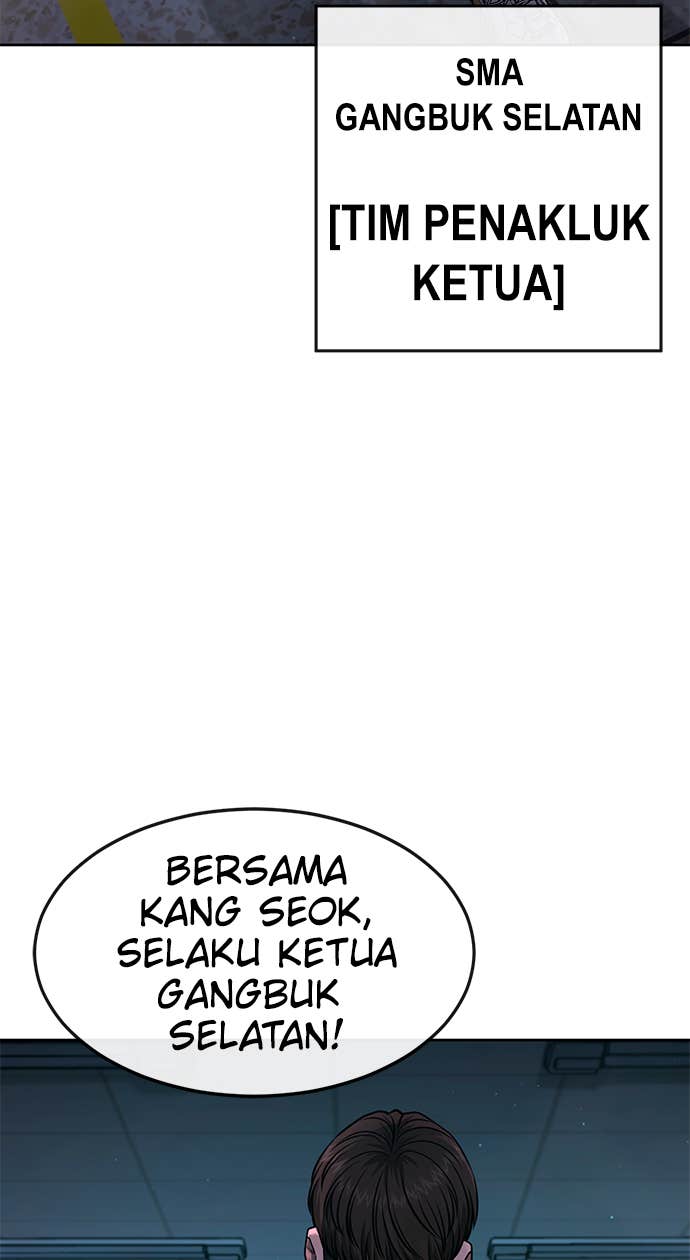 SMA
GANGBUK SELATAN
[TIM PENAKLUK
KETUA]
BERSAMA
KANG SEOK,
SELAKU KETUA
GANGBUK
SELATAN!